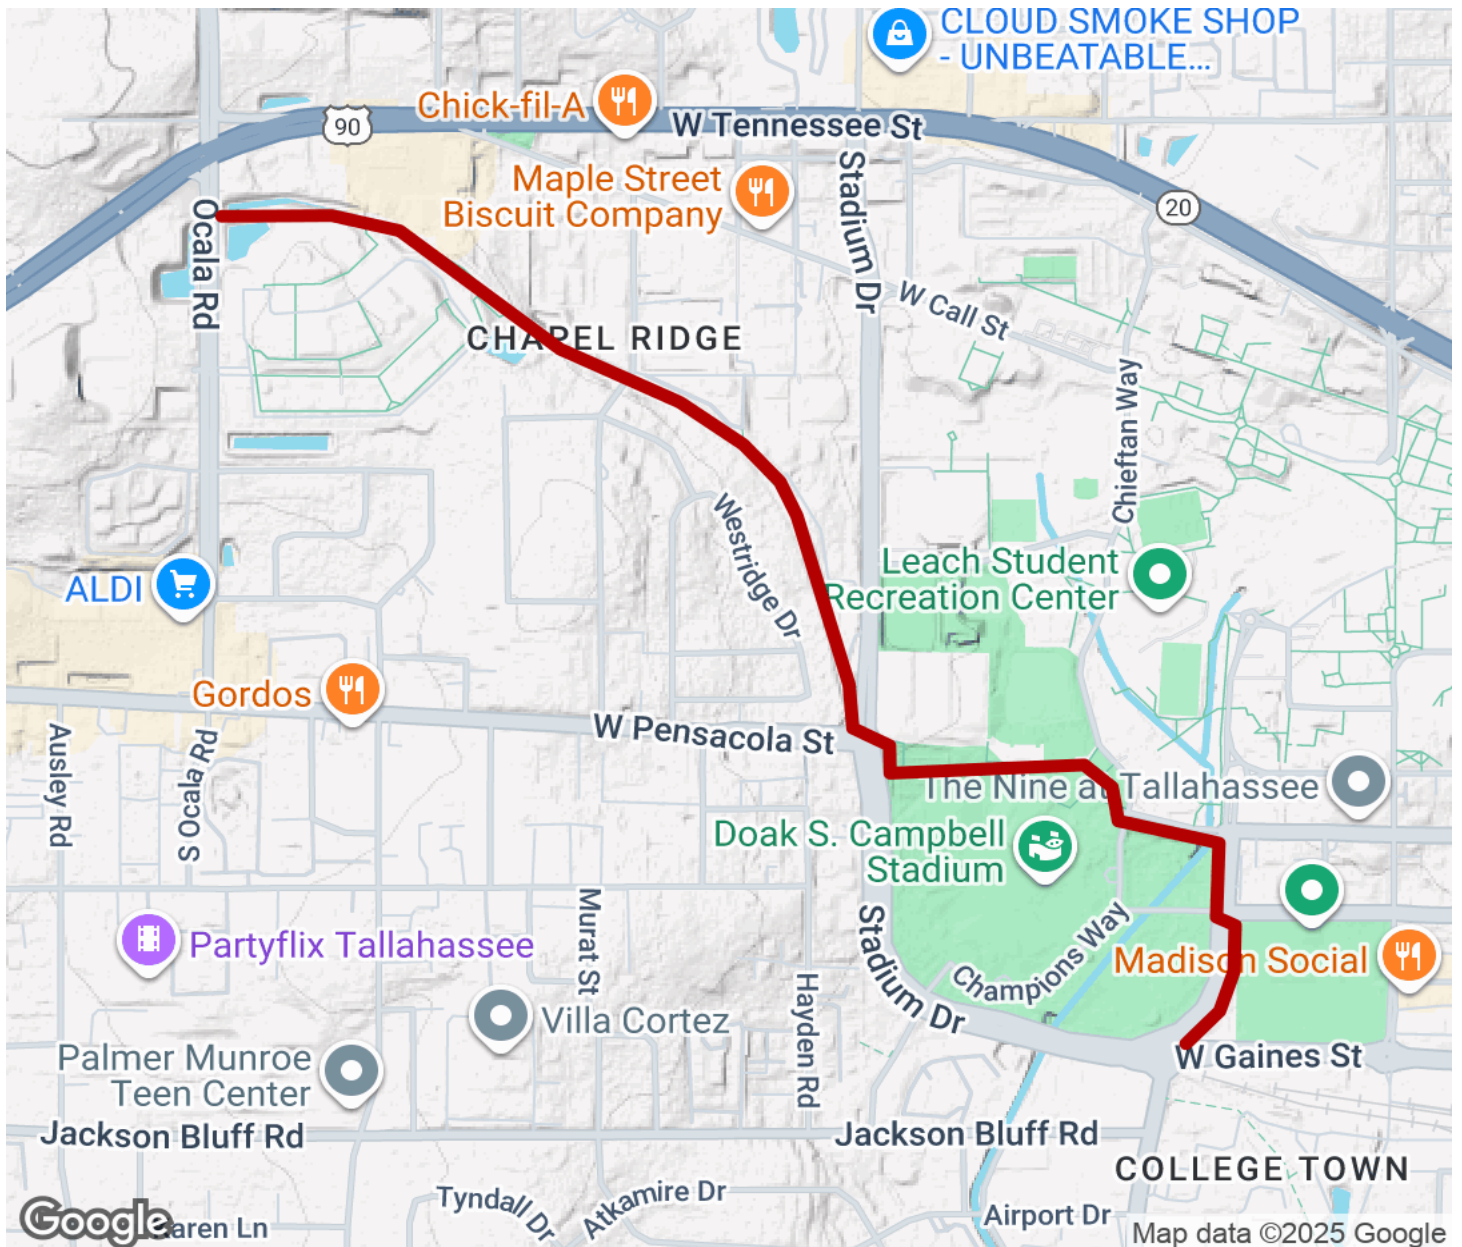 CLOUD SMOKE SHOP
- UNBEATABLE...
Chick-fil-A
90
W Tennessee St
Maple Street
Biscuit Company
Stadium Dr
20
Ocala Rd
W Call St
CHAPEL RIDGE
Chieftan Way
Westridge Dr
Leach Student
Recreation Center
ALDI
Gordos
W Pensacola St
Ausley Rd
S Ocala Rd
The Nine at Tallahassee
Doak S. Campbell
Stadium
Murat St
Partyflix Tallahassee
Stadium Dr
Champions Way
Madison Social
Hayden Rd
Villa Cortez
W Gaines St
Palmer Munroe
Teen Center
Jackson Bluff Rd
Jackson Bluff Rd
COLLEGE TOWN
Tyndall Dr
Atkamire Dr
Airport Dr
Google
Karen Ln
Map data ©2025 Google